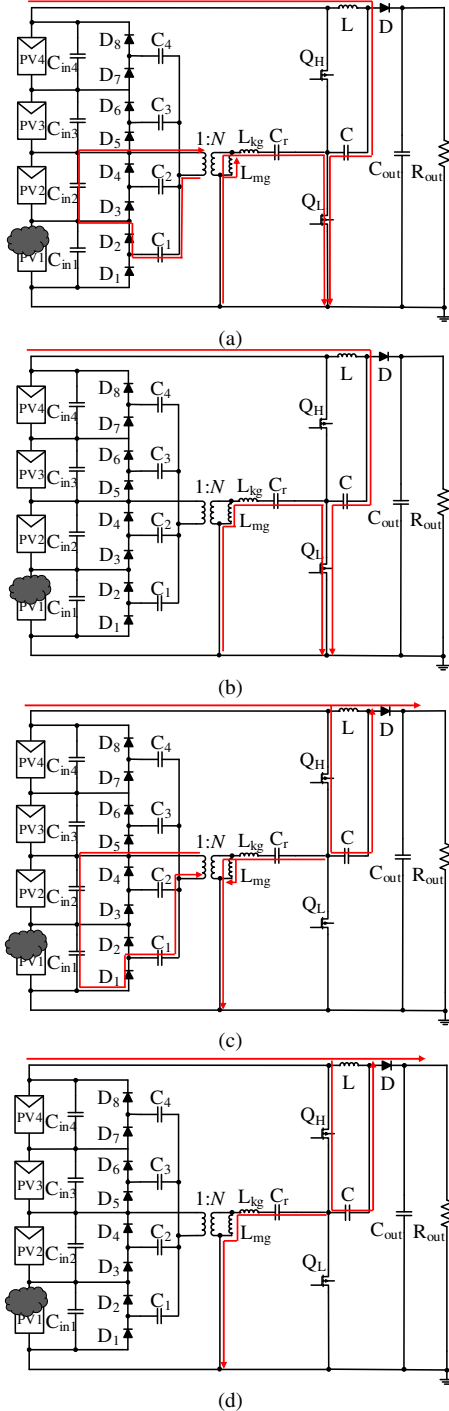 D8 C4 L D
PV4 Cin4 QH
D7
D6 C3
PV3 Cin3 1:N Lkg Cr C
D5 Cout Rout
D4 C2 Lmg
PV2 Cin2 QL
D3
D2 C1
PV1 Cin1
D1
(a)
D8 C4 L D
PV4 Cin4 QH
D7
D6 C3
PV3 Cin3 1:N Lkg Cr C
D5 Cout Rout
D4 C2 Lmg
PV2 Cin2 QL
D3
D2 C1
PV1 Cin1
D1
(b)
D8 C4 L D
PV4 Cin4 QH
D7
D6 C3
PV3 Cin3 1:N Lkg Cr C
D5 Cout Rout
D4 C2 Lmg
PV2 Cin2 QL
D3
D2 C1
PV1 Cin1
D1
(c)
D8 C4 L D
PV4 Cin4 QH
D7
D6 C3
PV3 Cin3 1:N Lkg Cr C
D5 Cout Rout
D4 C2 Lmg
PV2 Cin2 QL
D3
D2 C1
PV1 Cin1
D1
(d)